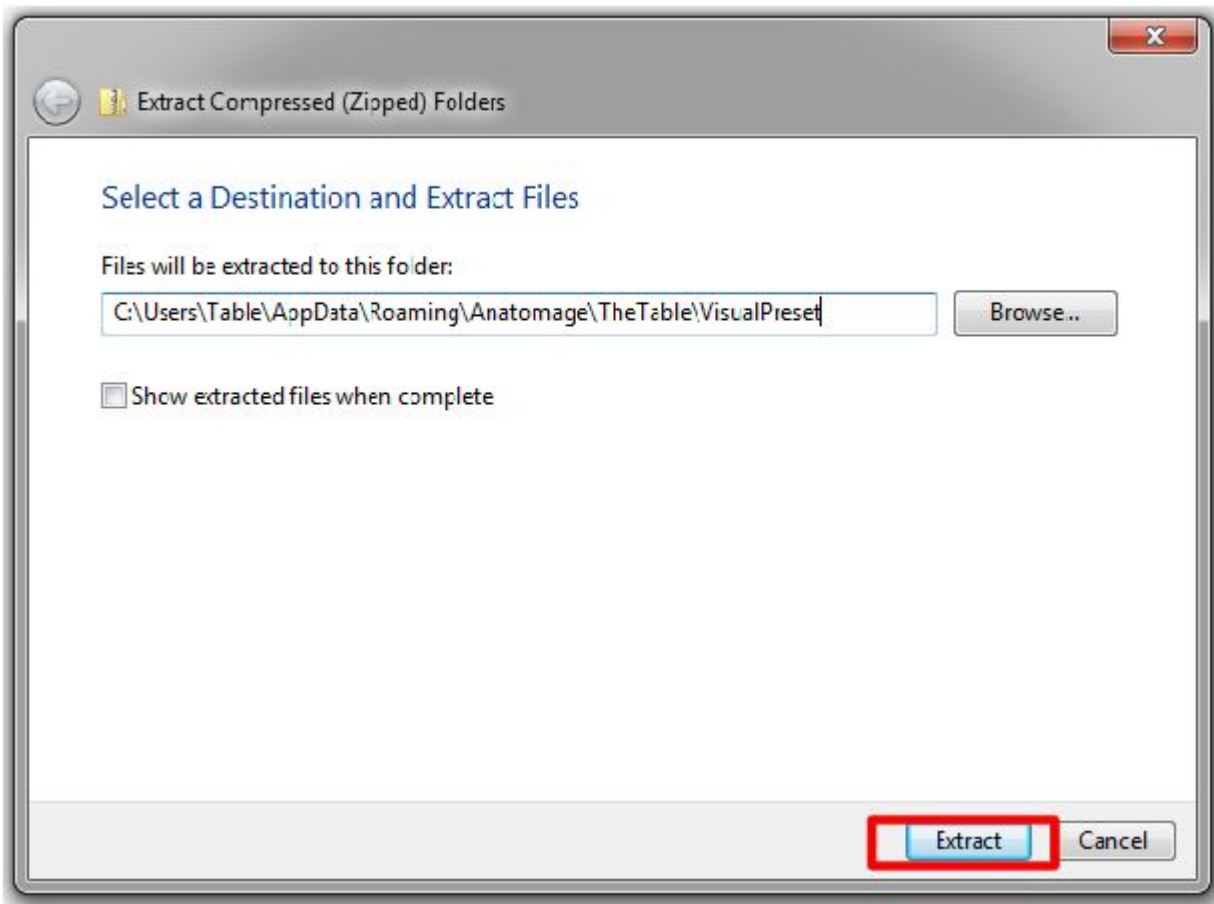 Extract Compressed (Zipped) Folders
Select a Destination and Extract Files
Files will be extracted to this folder:
C:\Users\Table\AppData\Roaming\Anatomage\TheTable\VisualPreset
Browse...
Show extracted files when complete
Extract
Cancel